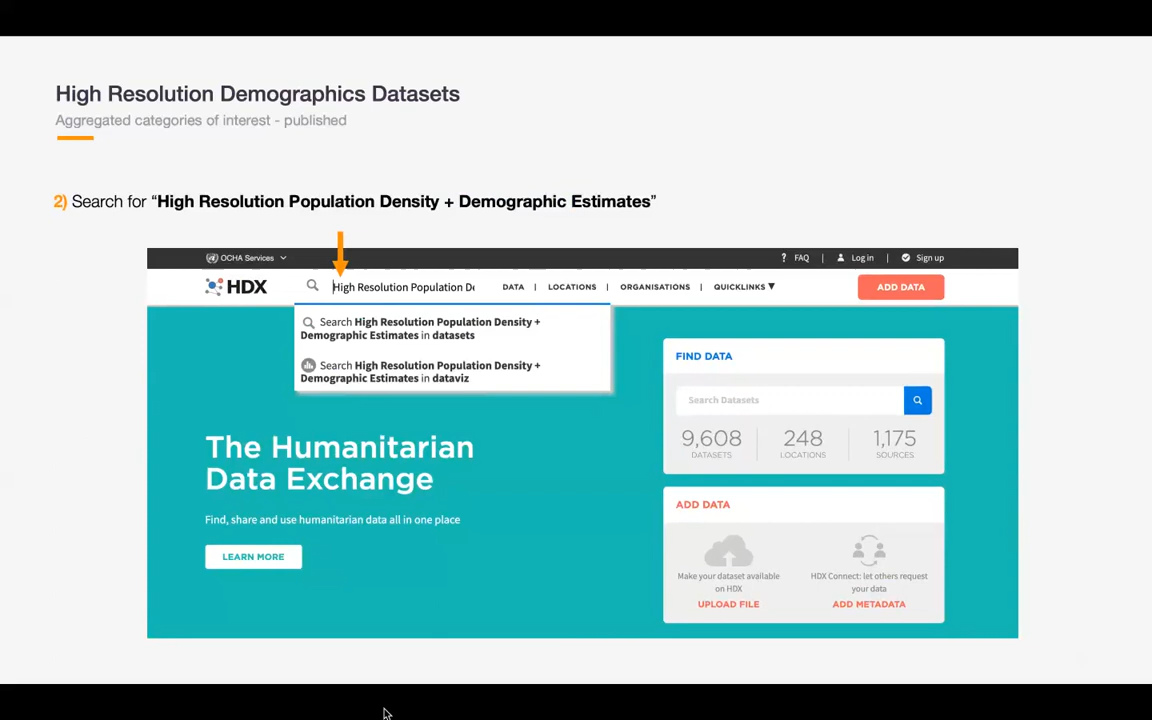 High Resolution Demographics Datasets
Aggregated categories of interest - published
2) Search for “High Resolution Population Density + Demographic Estimates”
OCHA Services
FAQ | Log in | Sign up
HDX
High Resolution Population De
DATA | LOCATIONS | ORGANISATIONS | QUICKLINKS
ADD DATA
Search High Resolution Population Density +
Demographic Estimates in datasets
Search High Resolution Population Density +
Demographic Estimates in dataviz
The Humanitarian
Data Exchange
Find, share and use humanitarian data all in one place
LEARN MORE
FIND DATA
Search Datasets
9,608 248 1,175
DATASETS LOCATIONS SOURCES
ADD DATA
Make your dataset available
on HDX
UPLOAD FILE
HDX Connect: let others request
your data
ADD METADATA